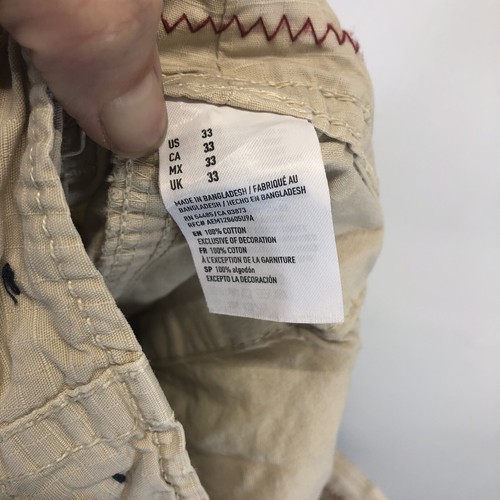 US 33
CA 33
MX 33
UK 33
MADE IN BANGLADESH / FABRIQUÉ AU
BANGLADESH / HECHO EN BANGLADESH
RN 54485/CA 03873
REC# AEM128605U9A
EN 100% COTTON
EXCLUSIVE OF DECORATION
FR 100% COTON
À L'EXCEPTION DE LA GARNITURE
SP 100% algodón
EXCEPTO LA DECORACIÓN